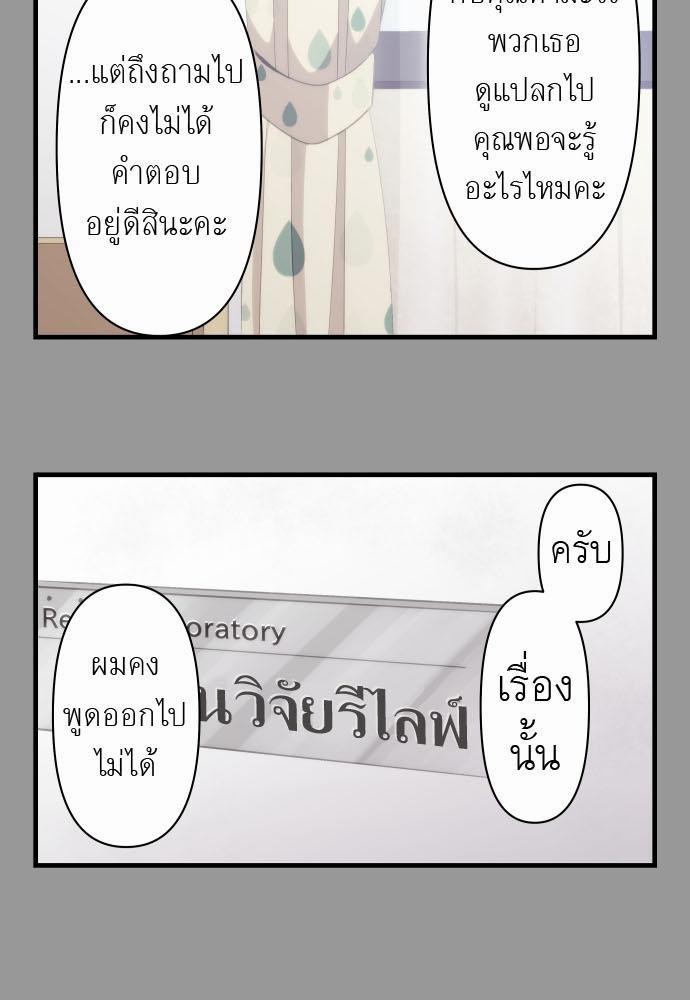 พวกเธอ
ดูแปลกไป
คุณพอจะรู้
อะไรไหมคะ
...แต่ถึงถามไป
ก็คงไม่ได้
คำตอบ
อยู่ดีสินะคะ
ครับ
เรื่อง
นั้น
oratory
นวิจัยรีไลฟ์
ผมคง
พูดออกไป
ไม่ได้